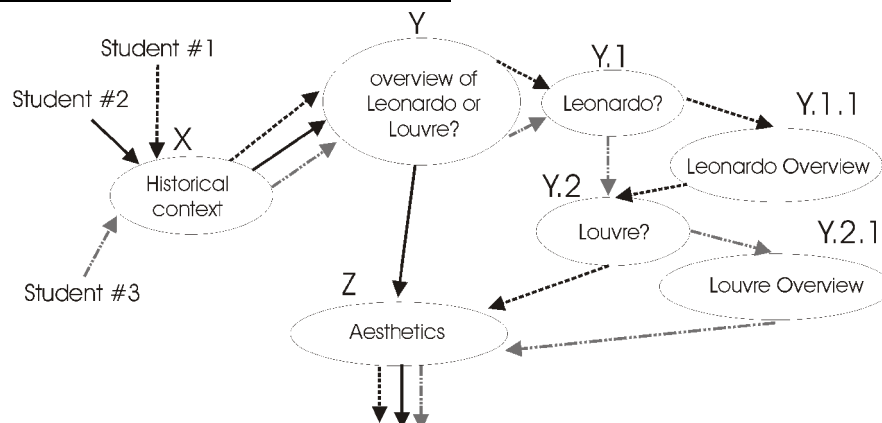 Student #1
Student #2
Student #3
X
Historical
context
Y
overview of
Leonardo or
Louvre?
Y.1
Leonardo?
Y.1.1
Leonardo Overview
Y.2
Louvre?
Y.2.1
Louvre Overview
Z
Aesthetics